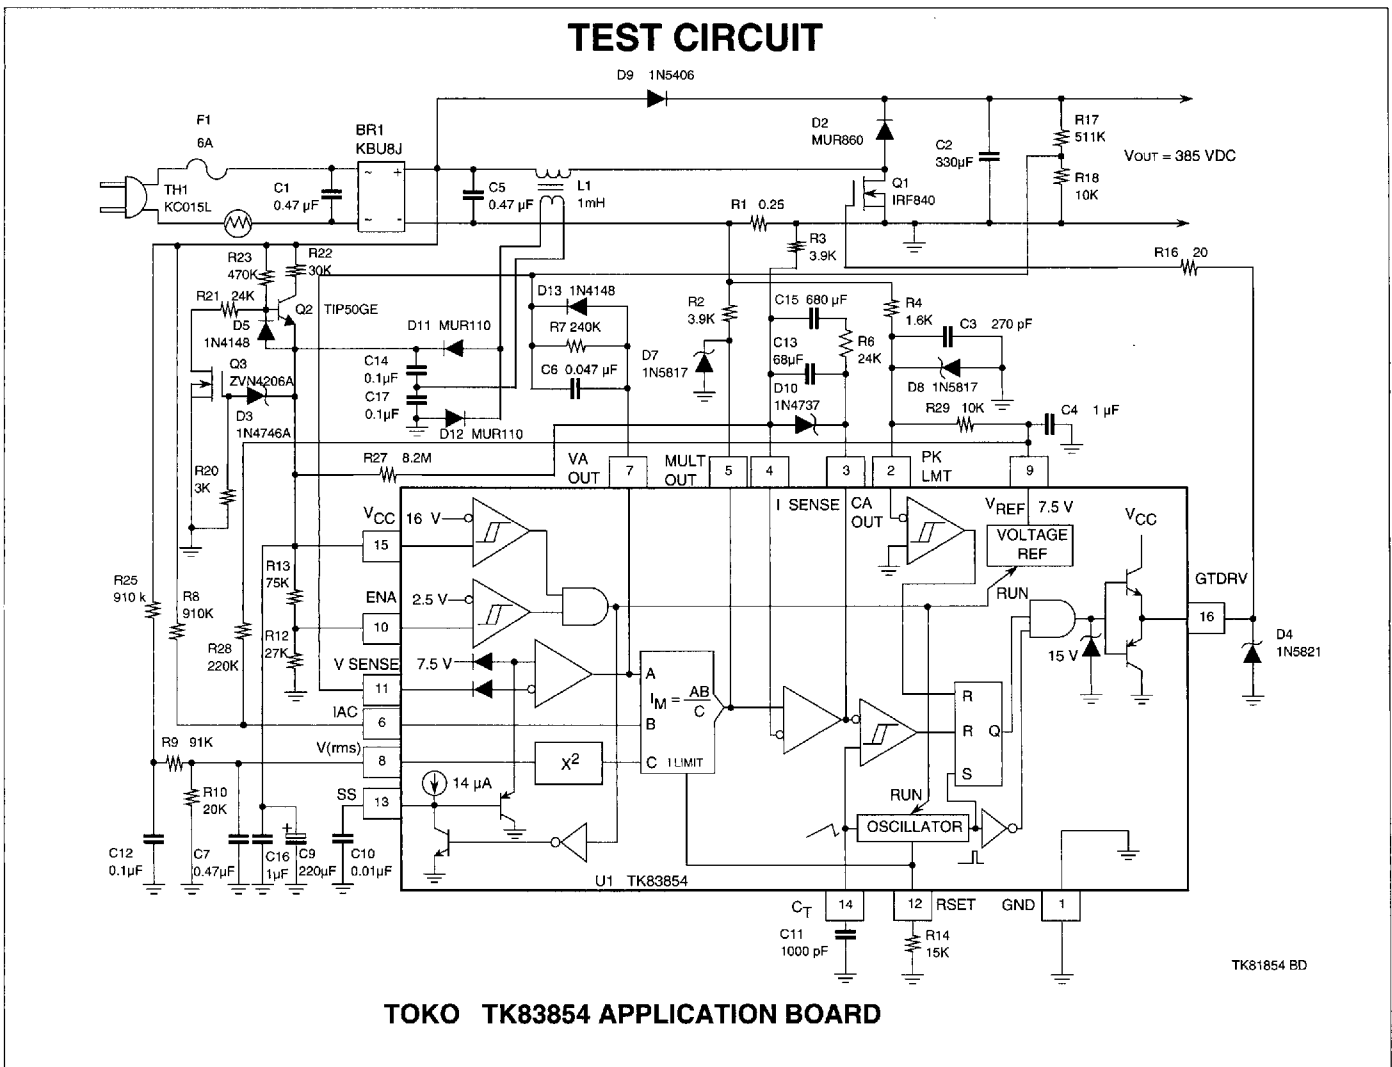 TEST CIRCUIT
D9 1N5406
F1
6A
BR1
KBU8J
D2
MUR860
C2
330µF
R17
511K
VOUT = 385 VDC
R18
10K
TH1
KC015L
C1
0.47 µF
~ +
~ -
C5
0.47 µF
L1
1mH
Q1
IRF840
R1 0.25
R3
3.9K
R16 20
R23
470K
R22
30K
R21 24K
Q2 TIP50GE
D5
1N4148
D11 MUR110
D13 1N4148
R7 240K
C6 0.047 µF
R2
3.9K
D7
1N5817
C15 680 µF
C13
68µF
R6
24K
R4
1.6K
C3 270 pF
D8 1N5817
Q3
ZVN4206A
C14
0.1µF
C17
0.1µF
D10
1N4737
D3
1N4746A
D12 MUR110
R29 10K
C4 1 µF
R20
3K
R27 8.2M
VA
OUT
7
MULT
OUT
5
4
3
2
PK
LMT
9
I SENSE
CA
OUT
VREF 7.5 V
VOLTAGE
REF
VCC
VCC
15
16 V
R25
910 k
R8
910K
R13
75K
ENA
10
2.5 V
R28
220K
R12
27K
RUN
GTDRV
16
15 V
D4
1N5821
V SENSE
11
7.5 V
A
IM = AB/C
B
C I LIMIT
IAC
6
V(rms)
8
X2
R
R
Q
S
R9 91K
R10
20K
SS
13
14 µA
RUN
OSCILLATOR
C12
0.1µF
C7
0.47µF
C16
1µF
+
C9
220µF
C10
0.01µF
U1 TK83854
CT
14
12
RSET
GND
1
C11
1000 pF
R14
15K
TK81854 BD
TOKO TK83854 APPLICATION BOARD